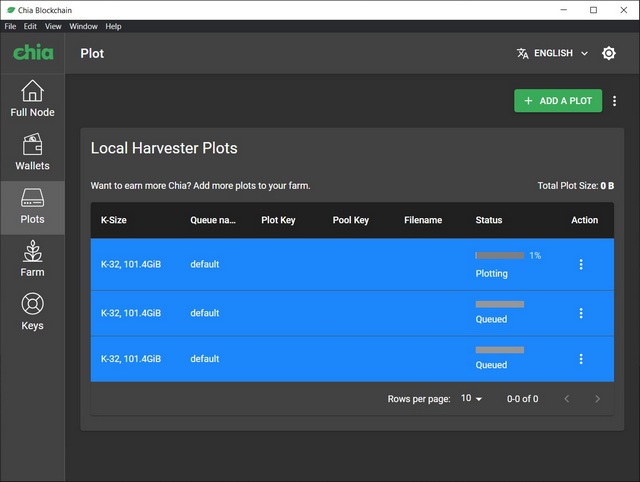 Chia Blockchain
File Edit View Window Help
chia
Plot
ENGLISH
Full Node
Wallets
Plots
Farm
Keys
+ ADD A PLOT
Local Harvester Plots
Want to earn more Chia? Add more plots to your farm.
Total Plot Size: 0 B
K-Size Queue na... Plot Key Pool Key Filename Status Action
K-32, 101.4GiB default 1%
Plotting
K-32, 101.4GiB default
Queued
K-32, 101.4GiB default
Queued
Rows per page: 10 0-0 of 0